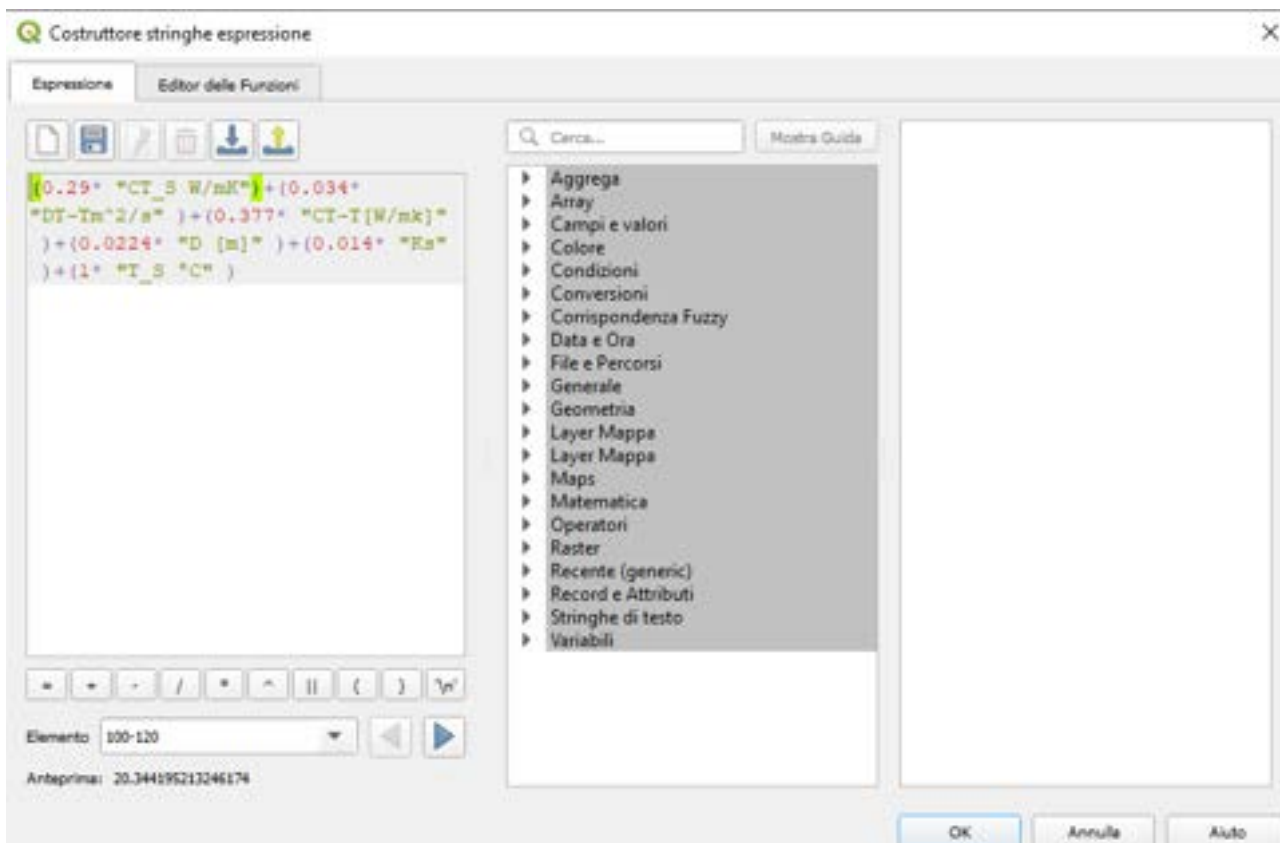 Costruttore stringhe espressione
Espressione
Editor delle Funzioni
Cerca...
Mostra Guida
(0.29* "CT_S W/mK")+(0.034*
"DT-Tm^2/s" )+(0.377* "CT-T[W/mk]"
)+(0.0224* "D [m]" )+(0.014* "Ks"
)+(1* "T_S °C" )
Aggrega
Array
Campi e valori
Colore
Condizioni
Conversioni
Corrispondenza Fuzzy
Data e Ora
File e Percorsi
Generale
Geometria
Layer Mappa
Layer Mappa
Maps
Matematica
Operatori
Raster
Recente (generic)
Record e Attributi
Stringhe di testo
Variabili
= + - / * ^ || ( ) '\n'
Elemento 100-120
Anteprima: 20.344195213246174
OK
Annulla
Aiuto